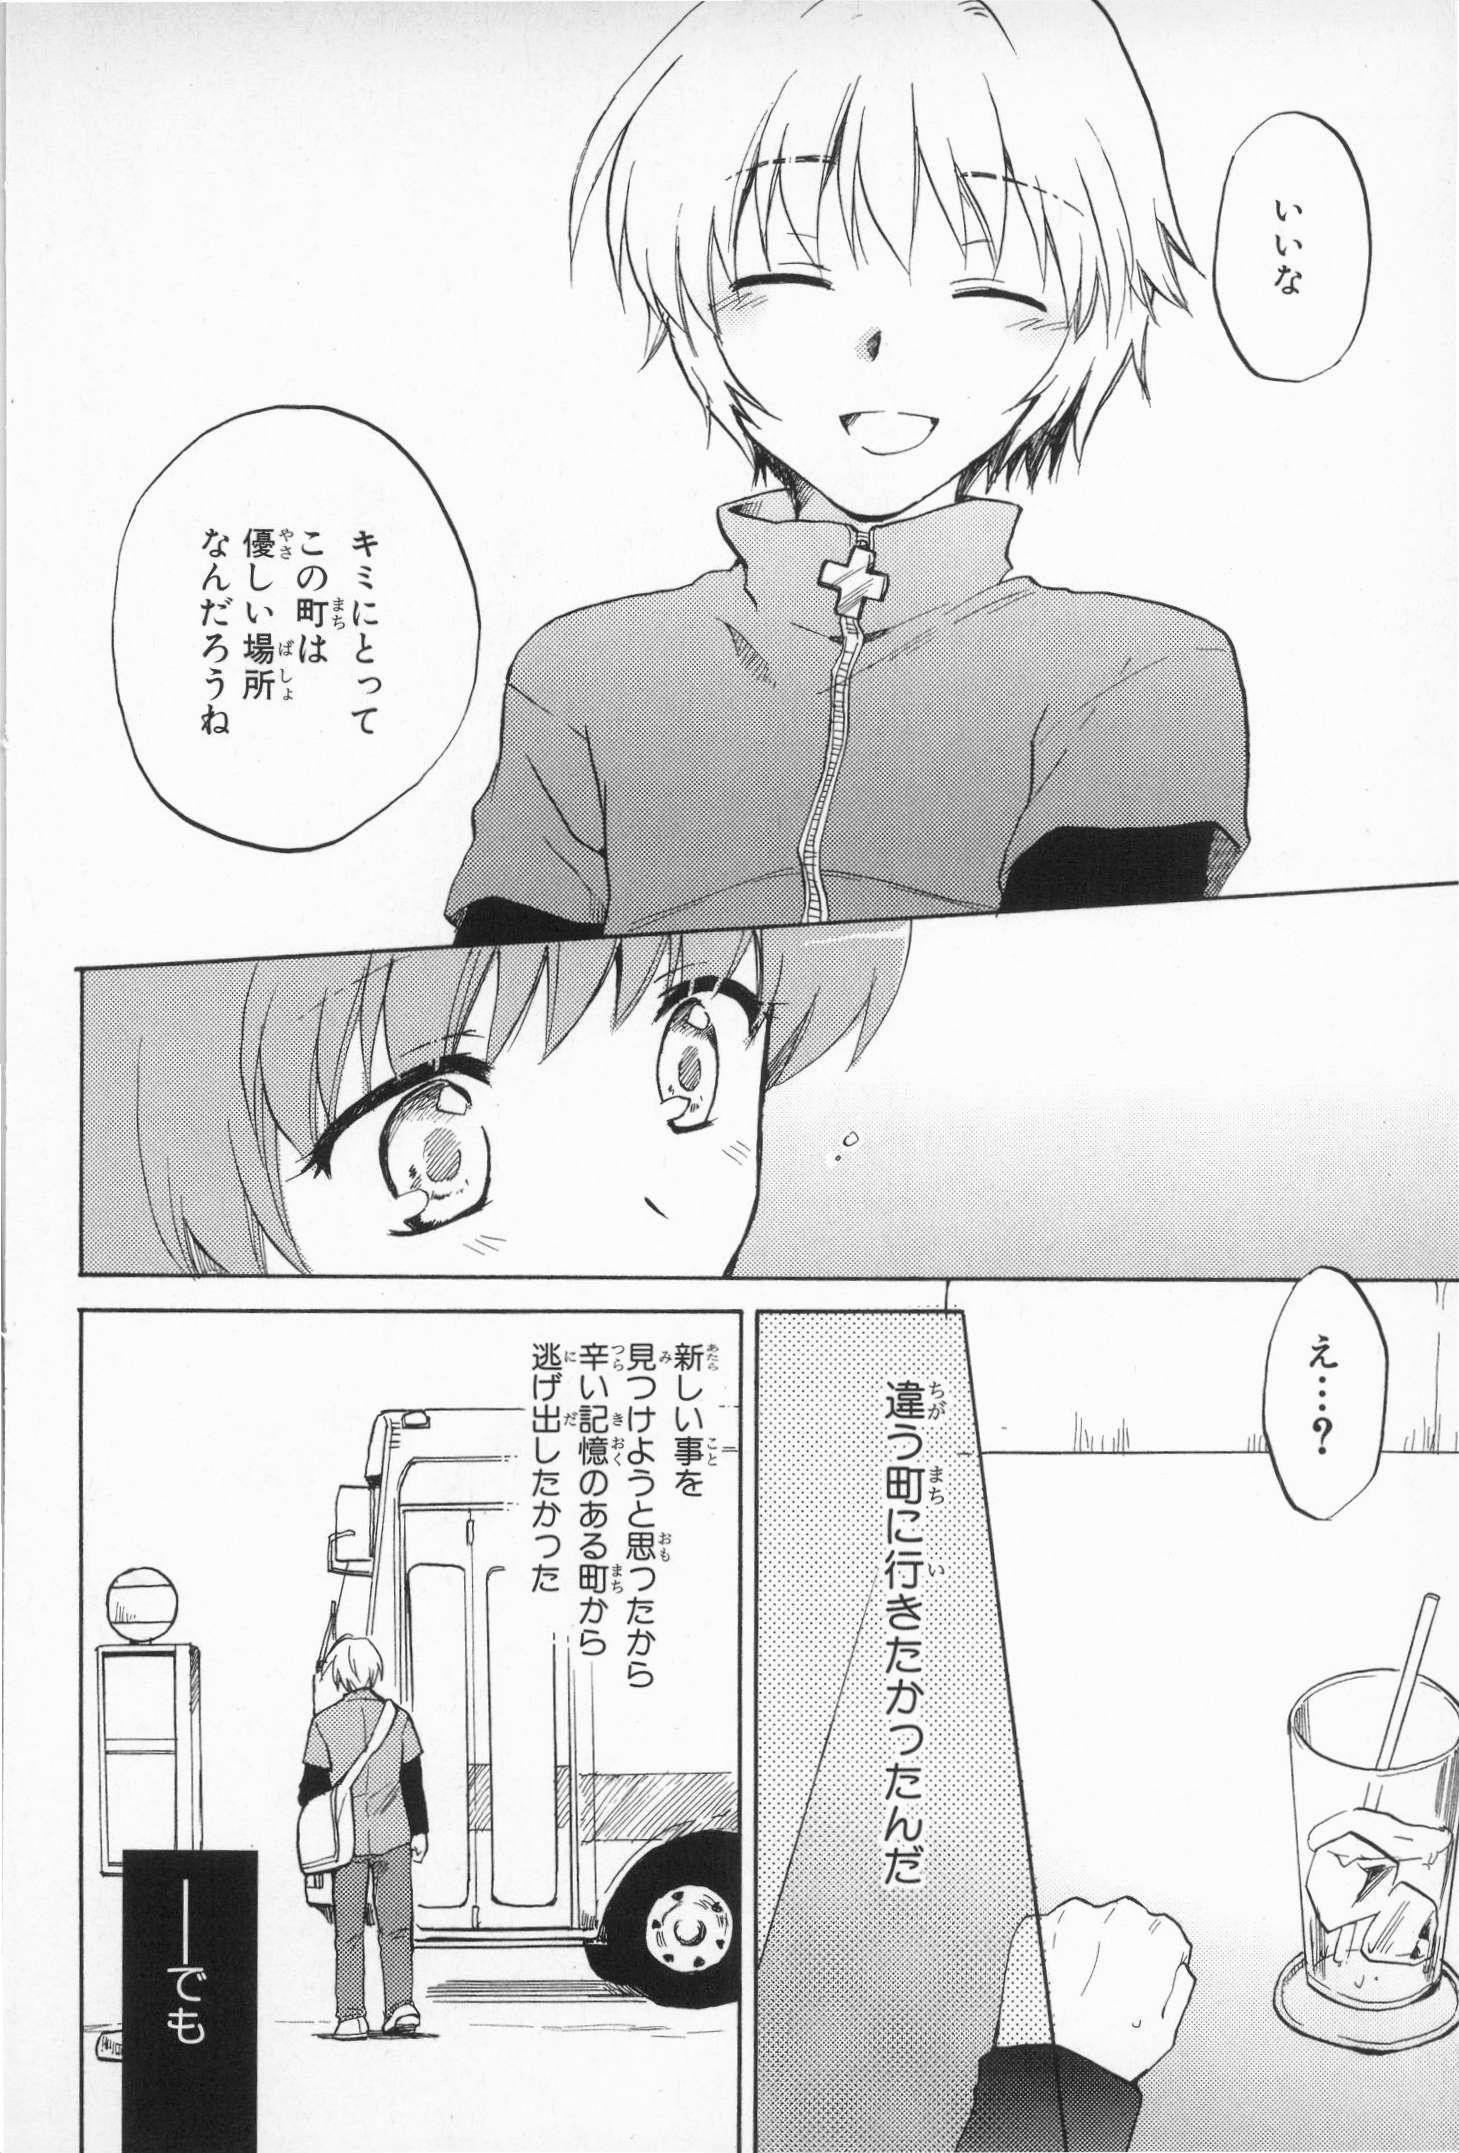 いいな
キミにとって
この町は
優しい場所
なんだろうね
え…?
違う町に行きたかったんだ
新しい事を
見つけようと思ったから
辛い記憶のある町から
逃げ出したかった
――でも